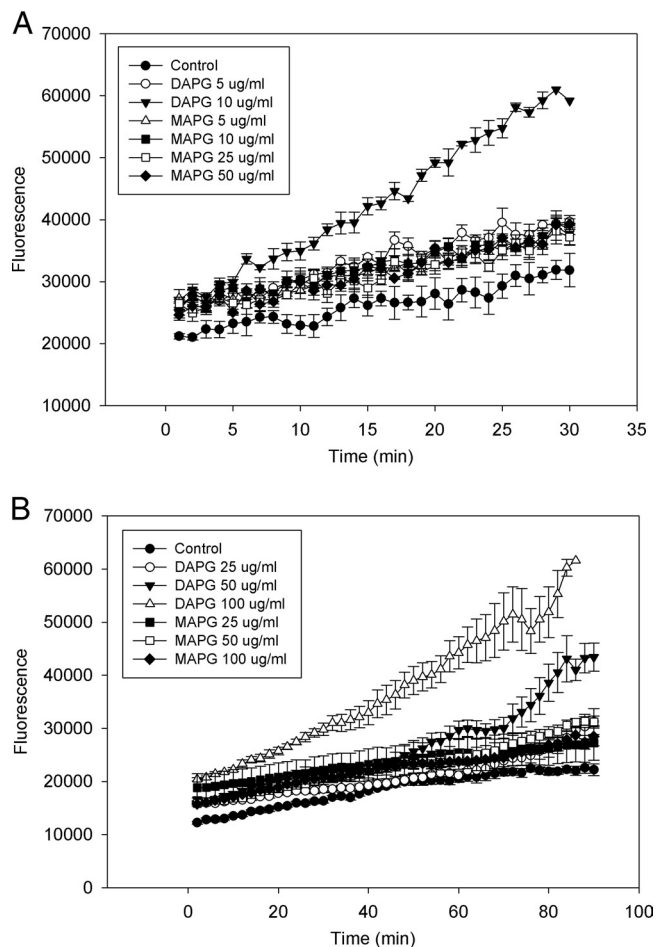 A
70000
60000
50000
40000
30000
20000
10000
Fluorescence
Control
DAPG 5 ug/ml
DAPG 10 ug/ml
MAPG 5 ug/ml
MAPG 10 ug/ml
MAPG 25 ug/ml
MAPG 50 ug/ml
0 5 10 15 20 25 30 35
Time (min)
B
70000
60000
50000
40000
30000
20000
10000
0
Fluorescence
Control
DAPG 25 ug/ml
DAPG 50 ug/ml
DAPG 100 ug/ml
MAPG 25 ug/ml
MAPG 50 ug/ml
MAPG 100 ug/ml
0 20 40 60 80 100
Time (min)